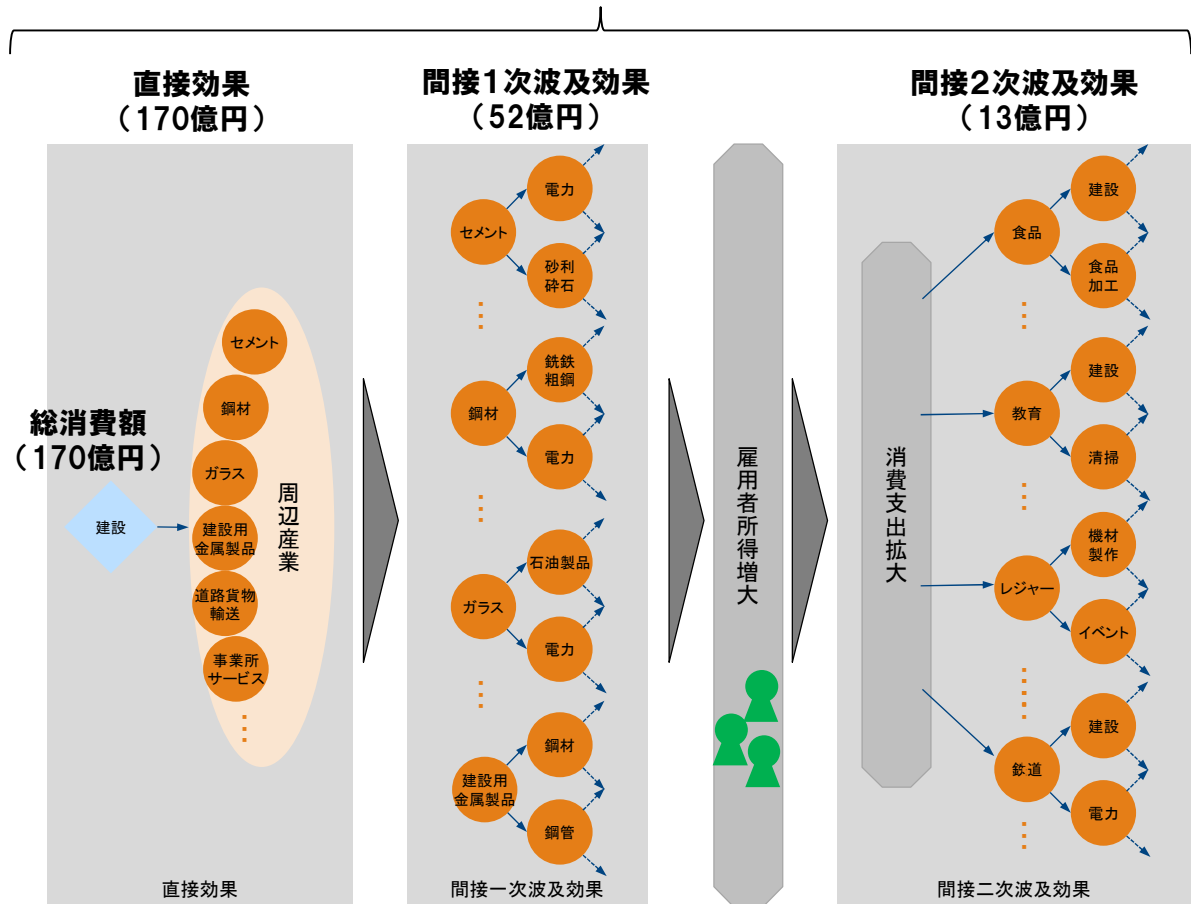 直接効果
（170億円）
間接1次波及効果
（52億円）
間接2次波及効果
（13億円）
総消費額
（170億円）
建設
セメント
鋼材
ガラス
建設用
金属製品
道路貨物
輸送
事業所
サービス
周辺産業
直接効果
セメント
電力
砂利
砕石
鋼材
銑鉄
粗鋼
電力
ガラス
石油製品
電力
建設用
金属製品
鋼材
鋼管
間接一次波及効果
雇用者所得増大
消費支出拡大
食品
建設
食品
加工
教育
建設
清掃
レジャー
機材
製作
イベント
鉄道
建設
電力
間接二次波及効果